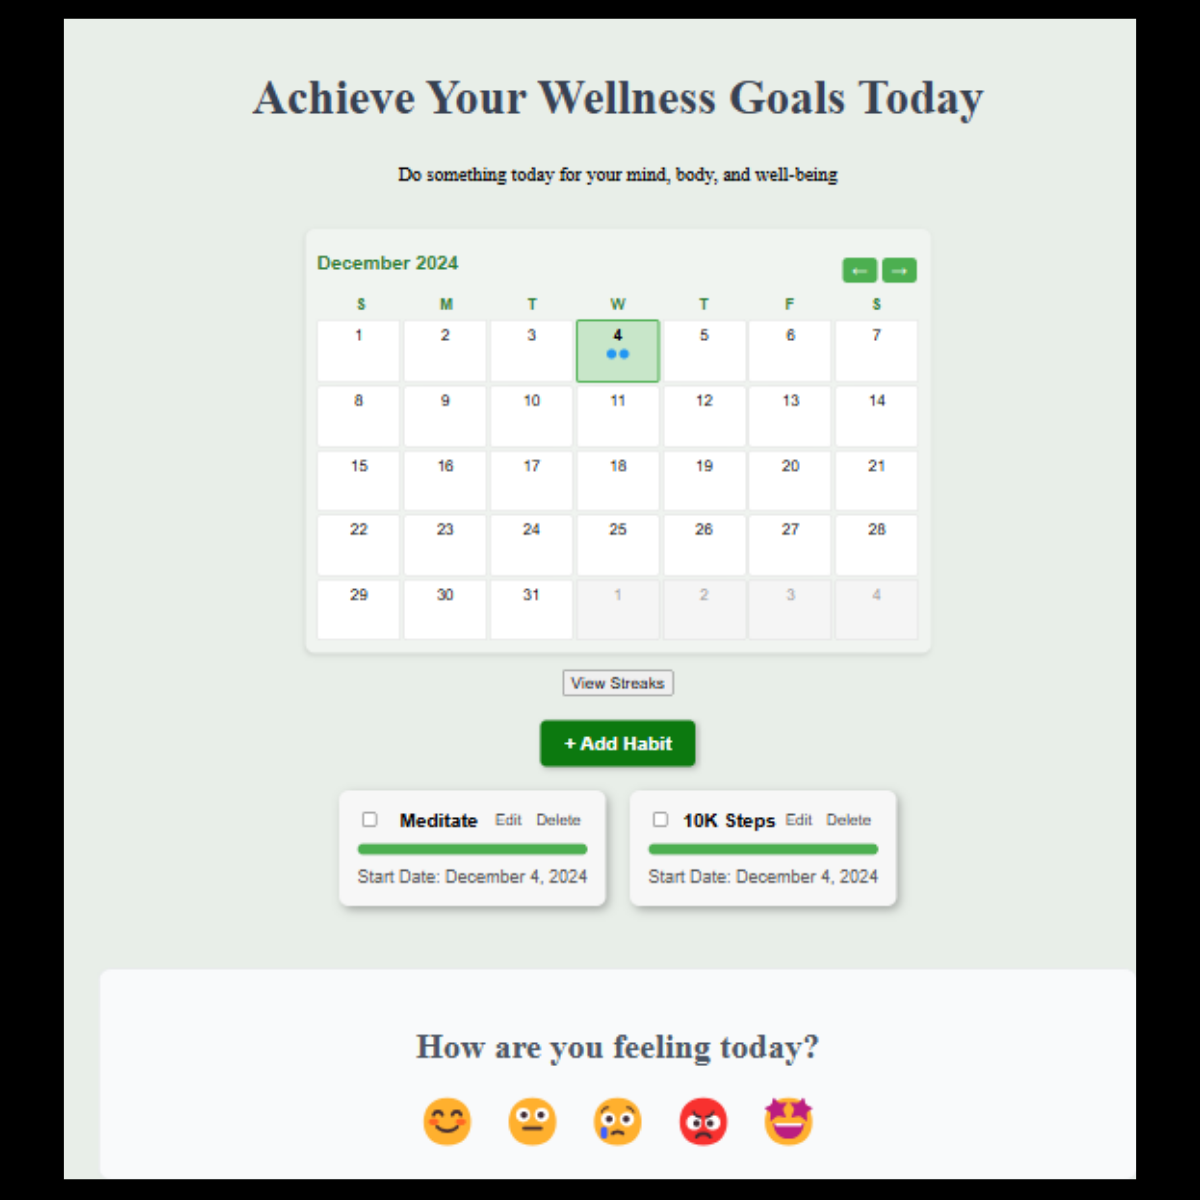 Achieve Your Wellness Goals Today
Do something today for your mind, body, and well-being
December 2024
← →
S M T W T F S
1 2 3 4 5 6 7
8 9 10 11 12 13 14
15 16 17 18 19 20 21
22 23 24 25 26 27 28
29 30 31 1 2 3 4
View Streaks
+ Add Habit
Meditate Edit Delete
Start Date: December 4, 2024
10K Steps Edit Delete
Start Date: December 4, 2024
How are you feeling today?